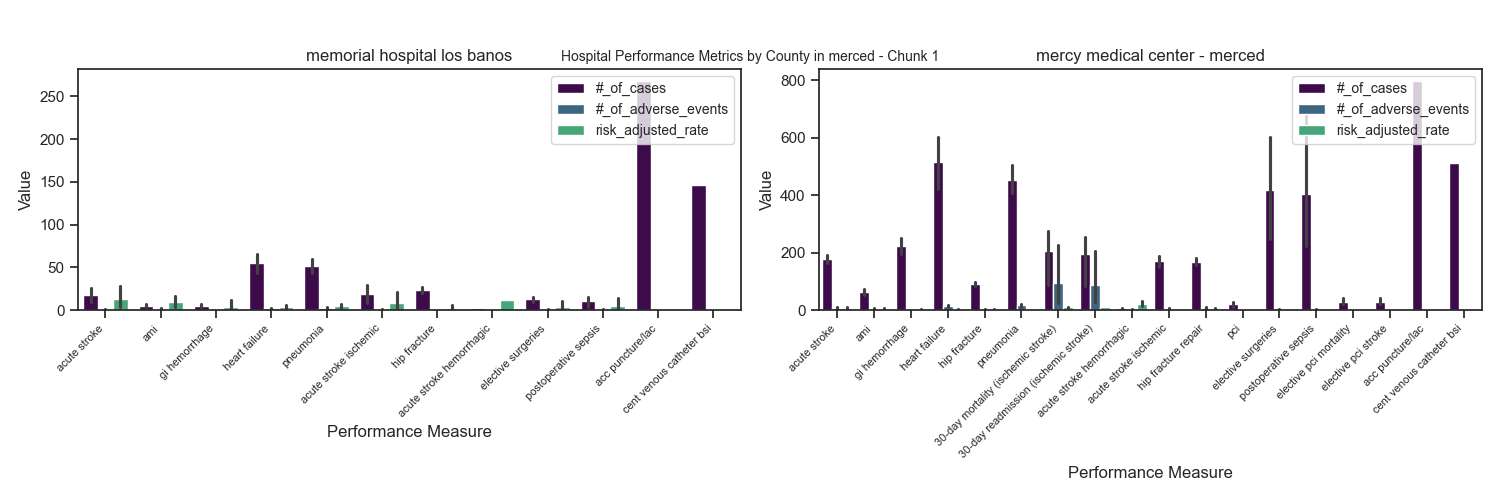 Hospital Performance Metrics by County in merced - Chunk 1
memorial hospital los banos
#_of_cases
#_of_adverse_events
risk_adjusted_rate
Value
250
200
150
100
50
0
acute stroke
ami
gi hemorrhage
heart failure
pneumonia
acute stroke ischemic
hip fracture
acute stroke hemorrhagic
elective surgeries
postoperative sepsis
acc puncture/lac
cent venous catheter bsi
Performance Measure
mercy medical center - merced
#_of_cases
#_of_adverse_events
risk_adjusted_rate
Value
800
600
400
200
0
acute stroke
ami
gi hemorrhage
heart failure
hip fracture
pneumonia
30-day mortality (ischemic stroke)
30-day readmission (ischemic stroke)
acute stroke hemorrhagic
acute stroke ischemic
hip fracture repair
pci
elective surgeries
postoperative sepsis
elective pci mortality
elective pci stroke
acc puncture/lac
cent venous catheter bsi
Performance Measure